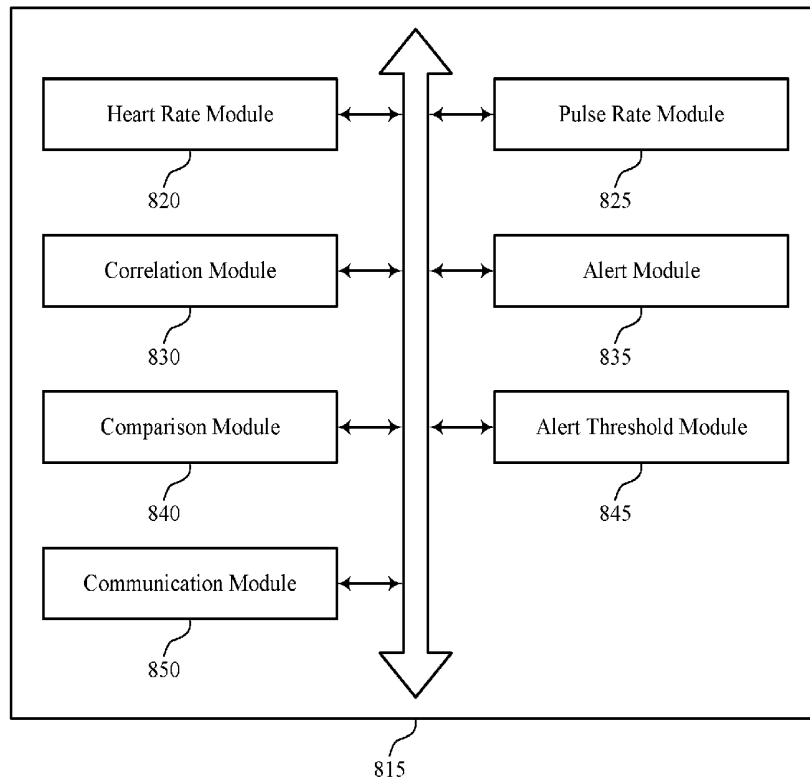 Heart Rate Module
Pulse Rate Module
820
825
Correlation Module
Alert Module
830
835
Comparison Module
Alert Threshold Module
840
845
Communication Module
850
815